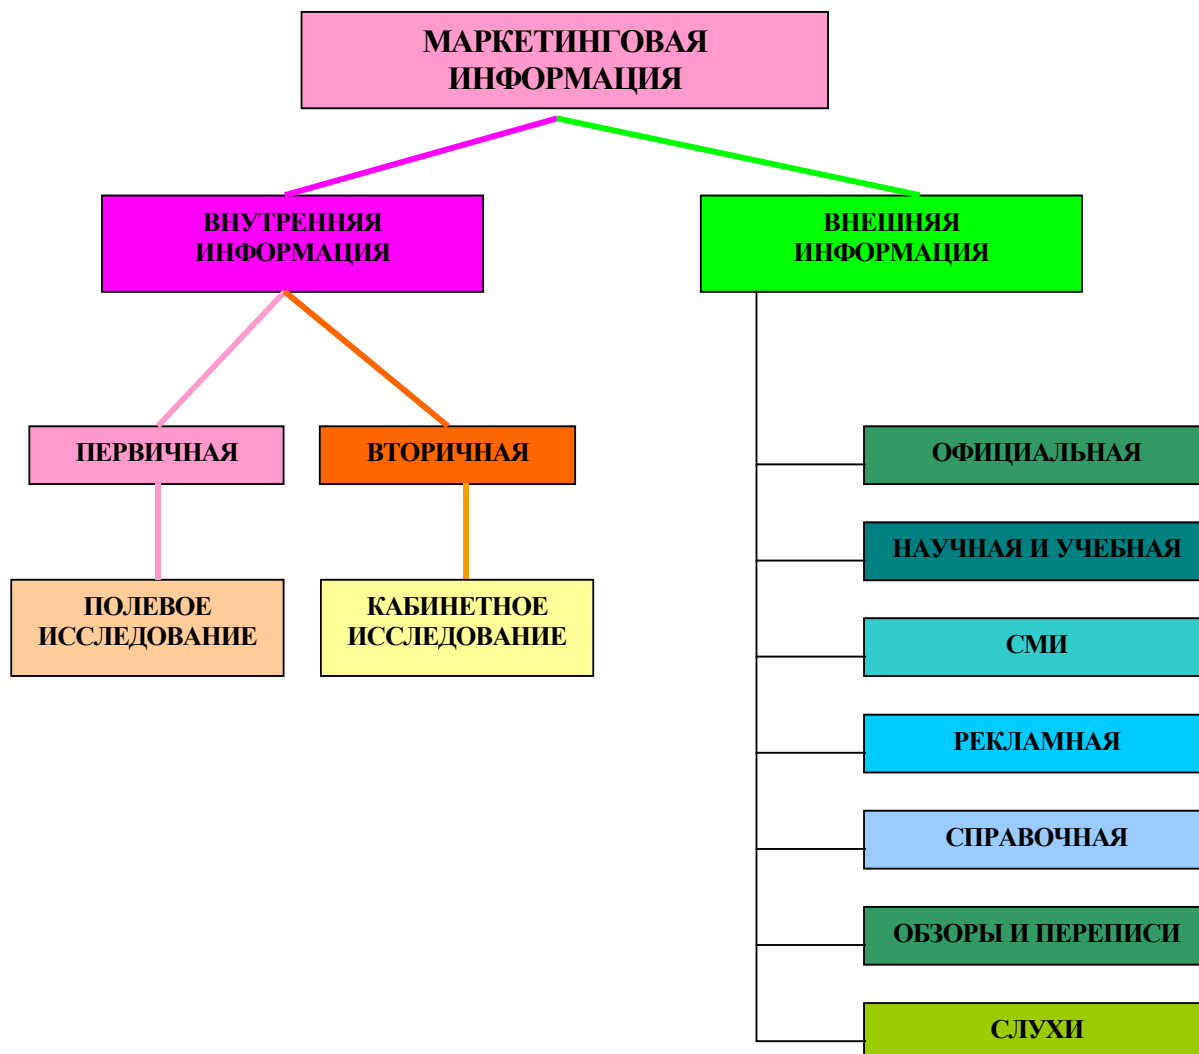 МАРКЕТИНГОВАЯ
ИНФОРМАЦИЯ
ВНУТРЕННЯЯ
ИНФОРМАЦИЯ
ВНЕШНЯЯ
ИНФОРМАЦИЯ
ПЕРВИЧНАЯ
ВТОРИЧНАЯ
ПОЛЕВОЕ
ИССЛЕДОВАНИЕ
КАБИНЕТНОЕ
ИССЛЕДОВАНИЕ
ОФИЦИАЛЬНАЯ
НАУЧНАЯ И УЧЕБНАЯ
СМИ
РЕКЛАМНАЯ
СПРАВОЧНАЯ
ОБЗОРЫ И ПЕРЕПИСИ
СЛУХИ